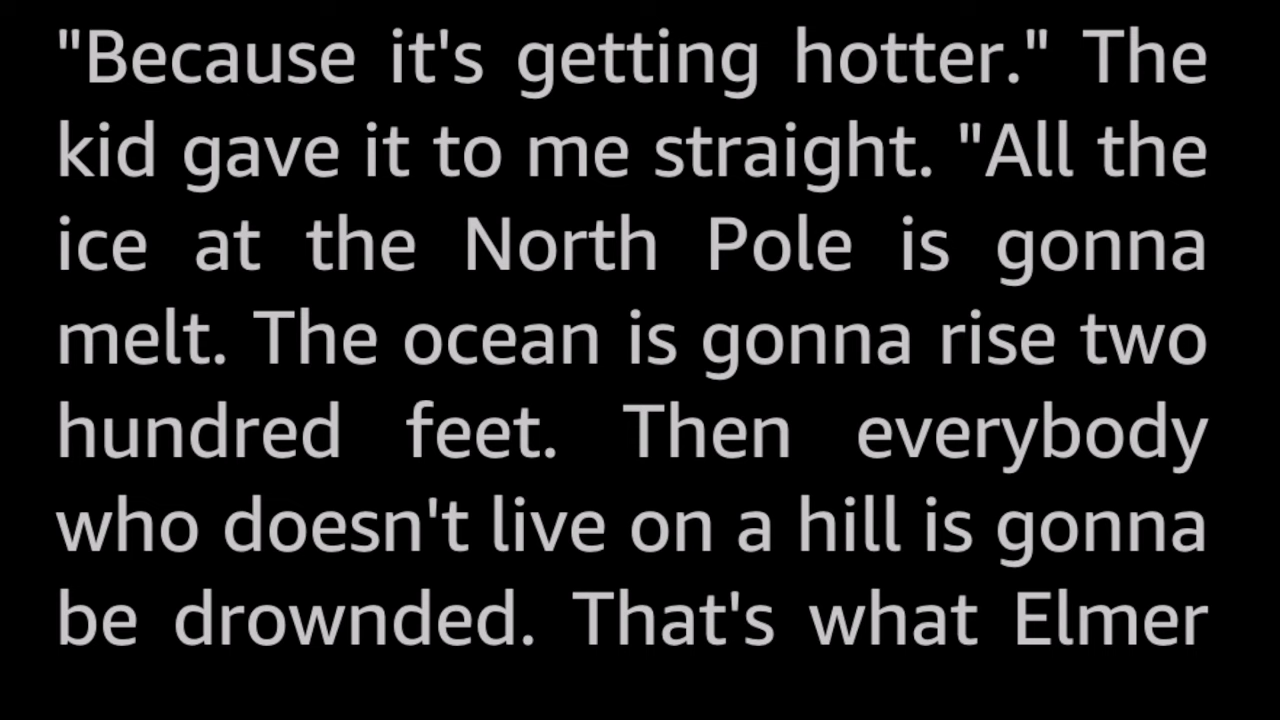 "Because it's getting hotter." The
kid gave it to me straight. "All the
ice at the North Pole is gonna
melt. The ocean is gonna rise two
hundred feet. Then everybody
who doesn't live on a hill is gonna
be drownded. That's what Elmer